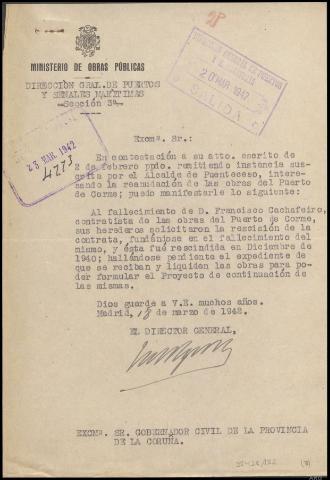 MINISTERIO DE OBRAS PÚBLICAS
DIRECCION GRAL. DE PUERTOS
Y SEÑALES MARITIMAS
Sección 3ª
20 MAR. 1942
SALIDA
23 MAR. 1942
4273
Excmo. Sr.:
En contestación a su atto. escrito de
2 de febrero ppdo. remitiendo instancia sus-
crita por el Alcalde de Puenteceso, intere-
sando la reanudación de las obras del Puerto
de Corme; puedo manifestarle lo siguiente:
Al fallecimiento de D. Francisco Cachafeiro,
contratista de las obras del Puerto de Corme,
sus herederos solicitaron la rescisión de la
contrata, fundándose en el fallecimiento del
mismo, y ésta fué rescindida en Diciembre de
1940; hallándose pendiente el expediente de
que se reciban y liquiden las obras para po-
der formular el Proyecto de continuación de
las mismas.
Dios guarde a V.E. muchos años.
Madrid, 18 de marzo de 1942.
EL DIRECTOR GENERAL,
EXCMº. SR. GOBERNADOR CIVIL DE LA PROVINCIA
DE LA CORUÑA.